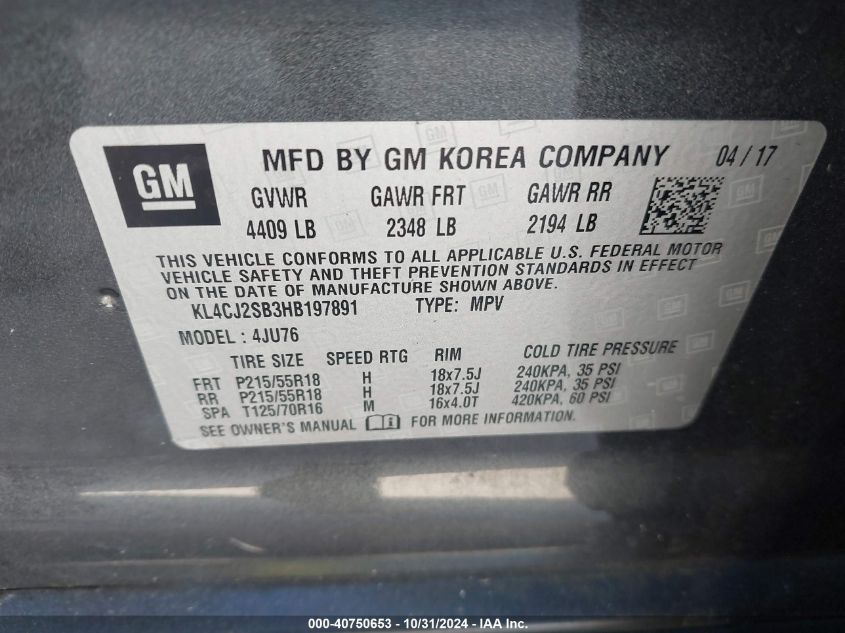 GM MFD BY GM KOREA COMPANY 04/17
GVWR GAWR FRT GAWR RR
4409 LB 2348 LB 2194 LB
THIS VEHICLE CONFORMS TO ALL APPLICABLE U.S. FEDERAL MOTOR
VEHICLE SAFETY AND THEFT PREVENTION STANDARDS IN EFFECT
ON THE DATE OF MANUFACTURE SHOWN ABOVE.
KL4CJ2SB3HB197891 TYPE: MPV
MODEL : 4JU76
TIRE SIZE SPEED RTG RIM COLD TIRE PRESSURE
FRT P215/55R18 H 18x7.5J 240KPA, 35 PSI
RR P215/55R18 H 18x7.5J 240KPA, 35 PSI
SPA T125/70R16 M 16x4.0T 420KPA, 60 PSI
SEE OWNER'S MANUAL FOR MORE INFORMATION.
000-40750653 - 10/31/2024 - IAA Inc.